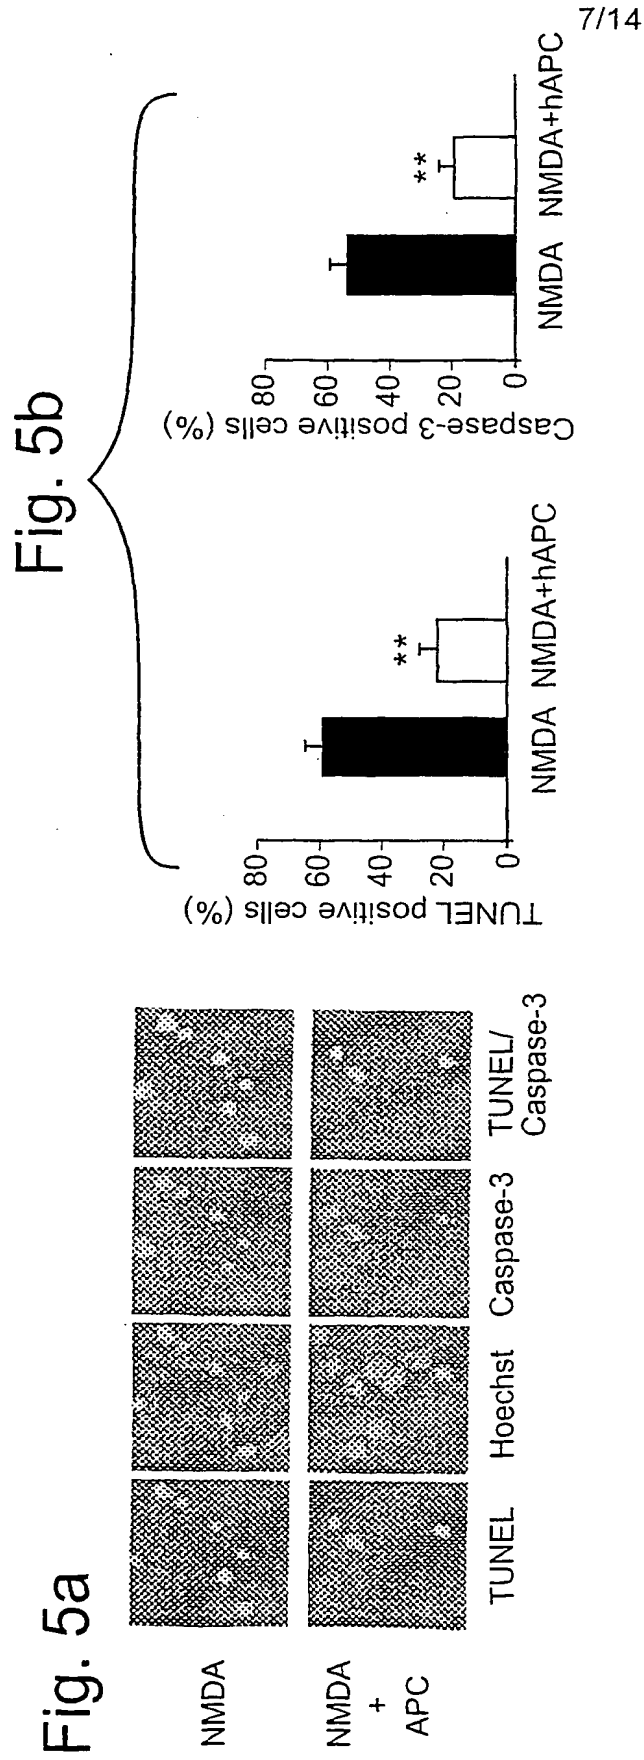 7/14
Fig. 5a
NMDA
NMDA
+
APC
TUNEL
Hoechst
Caspase-3
TUNEL/
Caspase-3
Fig. 5b
TUNEL positive cells (%)
80
60
40
20
0
**
NMDA
NMDA+hAPC
Caspase-3 positive cells (%)
80
60
40
20
0
**
NMDA
NMDA+hAPC